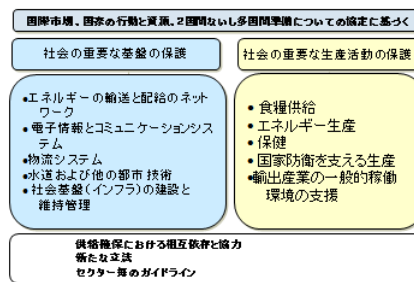 国際市場、国家の行動と資源、2国間ないし多国間準備についての協定に基づく
社会の重要な基盤の保護
社会の重要な生産活動の保護
●エネルギーの輸送と配給のネット
ワーク
● 電子情報とコミュニケーションシス
テム
●物流システム
●水道および他の都市 技術
●社会基盤(インフラ)の建設と
維持管理
● 食糧供給
● エネルギー生産
● 保健
● 国家防衛を支える生産
●輸出産業の一般的稼働
環境の支援
供給確保における相互依存と協力
新たな立法
セクター毎のガイドライン